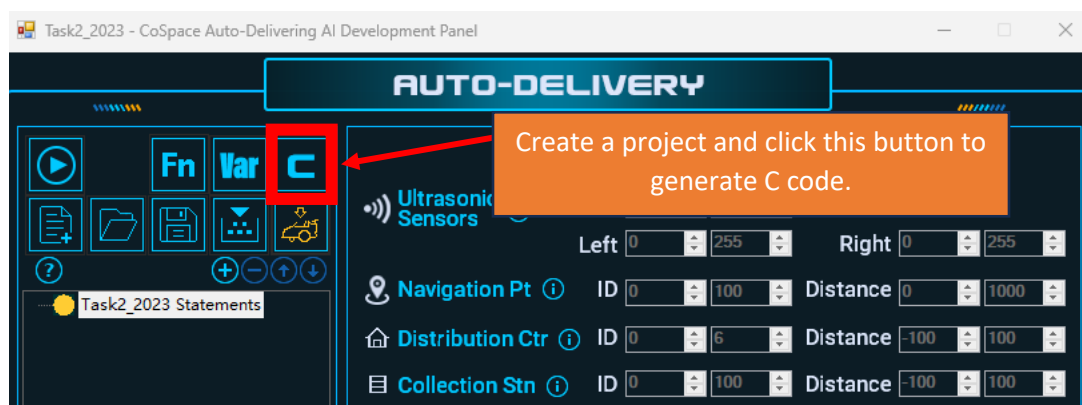 Task2_2023 - CoSpace Auto-Delivering AI Development Panel
AUTO-DELIVERY
Create a project and click this button to
generate C code.
Fn Var C
Ultrasonic
Sensors
Left 0 255 Right 0 255
Navigation Pt i ID 0 100 Distance 0 1000
Distribution Ctr i ID 0 6 Distance -100 100
Collection Stn i ID 0 100 Distance -100 100
?
Task2_2023 Statements